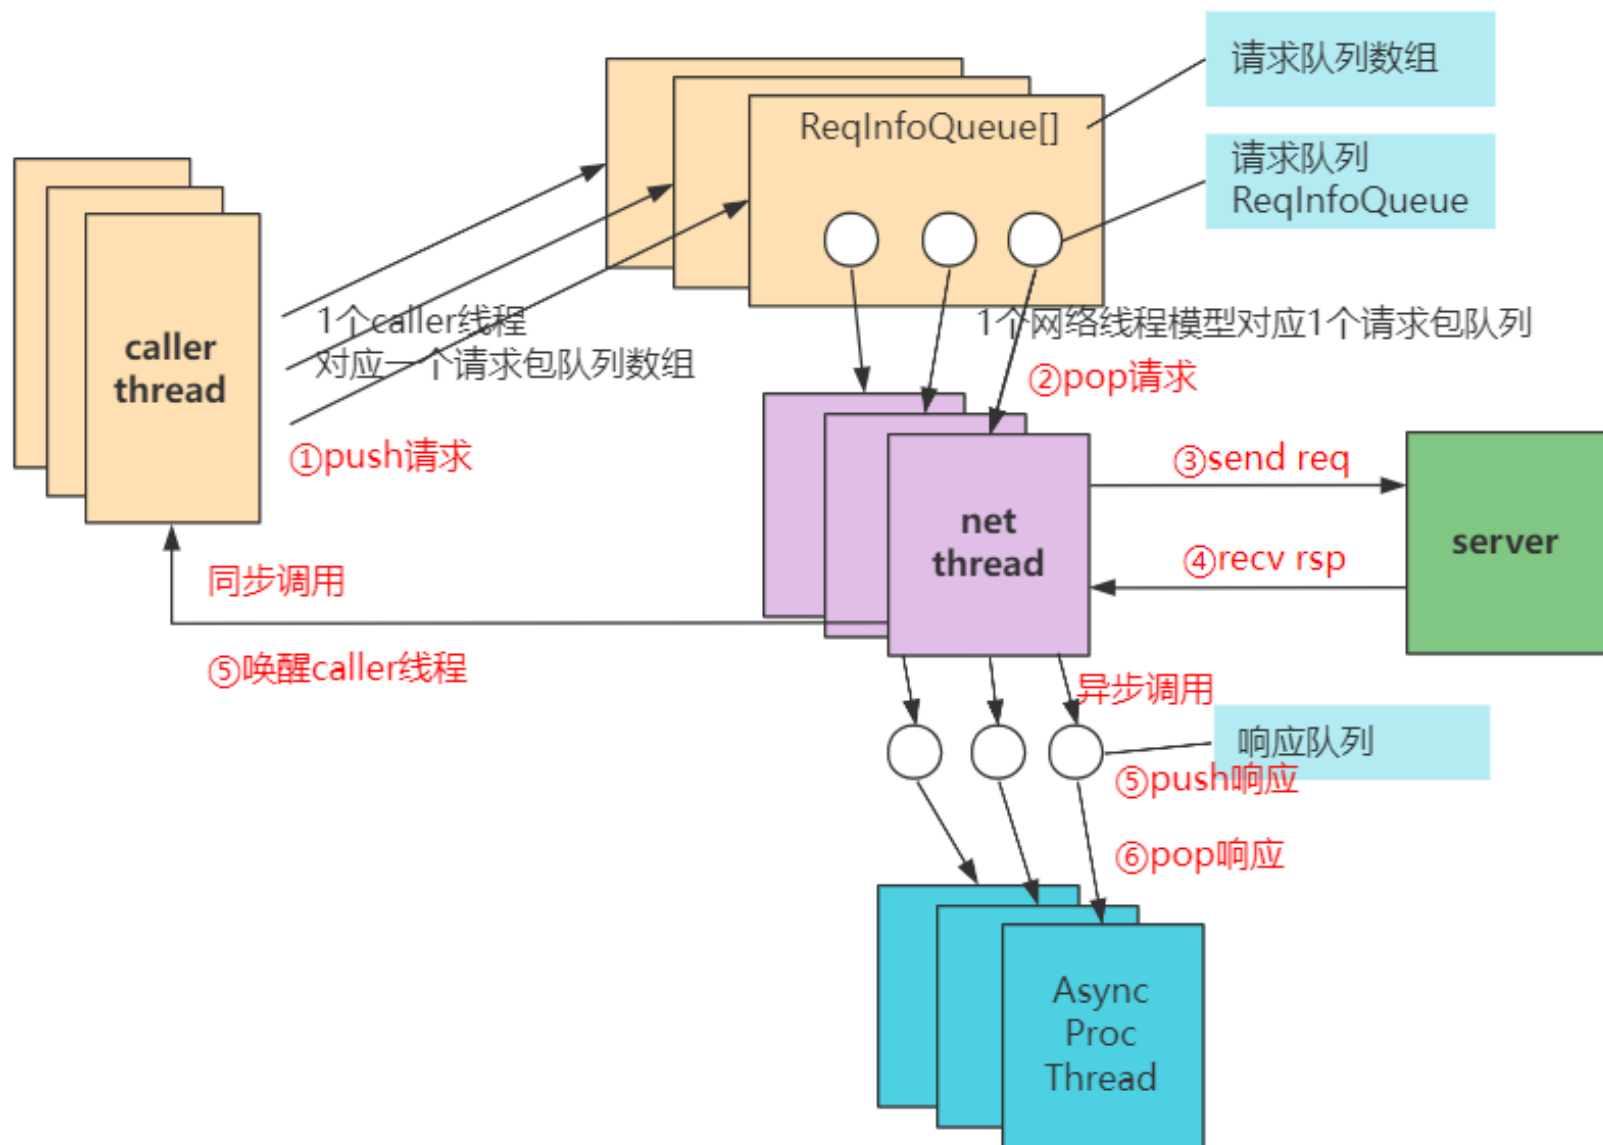 请求队列数组
ReqInfoQueue[]
请求队列
ReqInfoQueue
1个caller线程
对应一个请求包队列数组
1个网络线程模型对应1个请求包队列
caller
thread
②pop请求
①push请求
③send req
net
thread
server
④recv rsp
同步调用
⑤唤醒caller线程
异步调用
响应队列
⑤push响应
⑥pop响应
Async
Proc
Thread